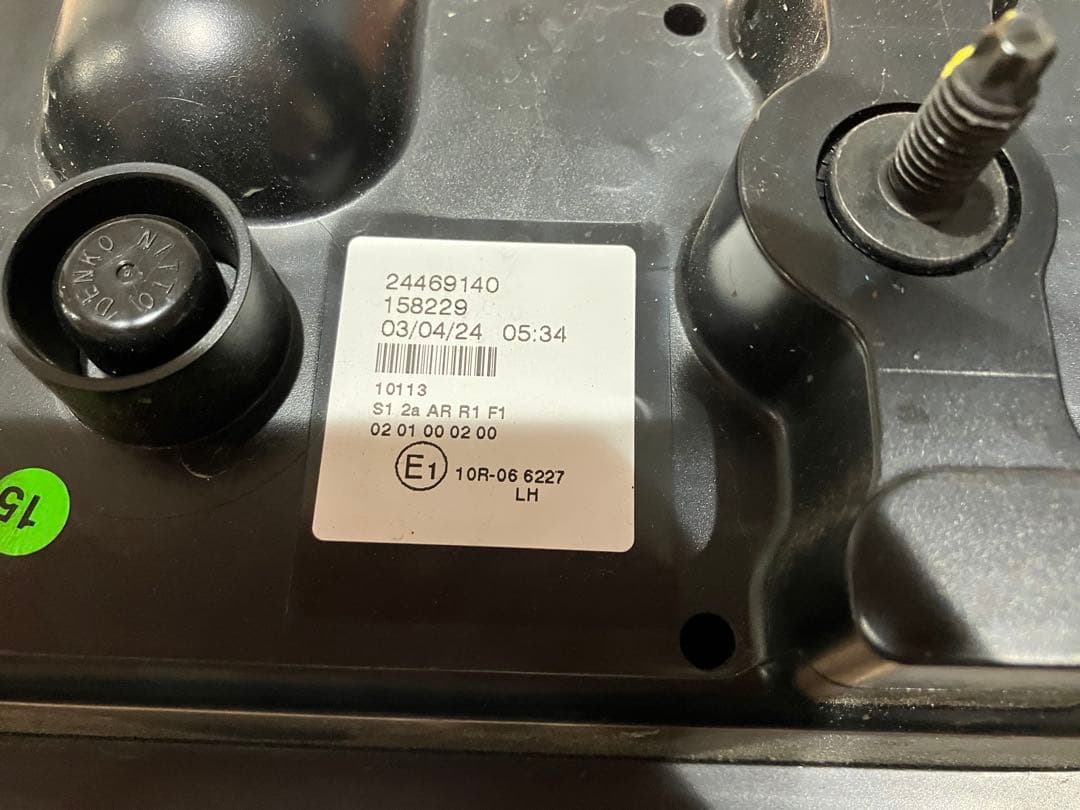 24469140
158229
03/04/24 05:34
10113
S1 2a AR R1 F1
02 01 00 02 00
E1 10R-06 6227
LH
NITTO
DENKO
15